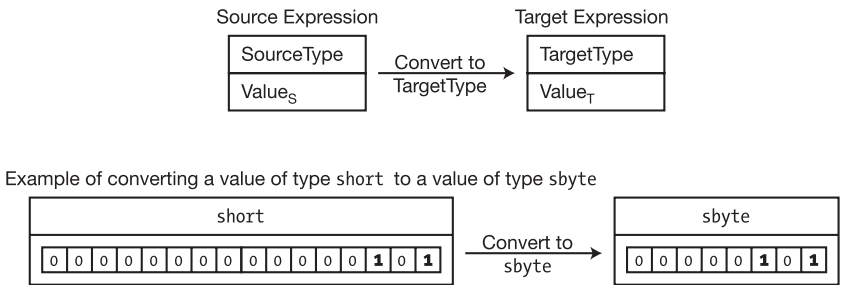 Source Expression Target Expression
SourceType Convert to TargetType
TargetType
Value_S Value_T
Example of converting a value of type short to a value of type sbyte
short sbyte
0 0 0 0 0 0 0 0 0 0 0 0 0 1 0 1 Convert to 0 0 0 0 0 1 0 1
sbyte